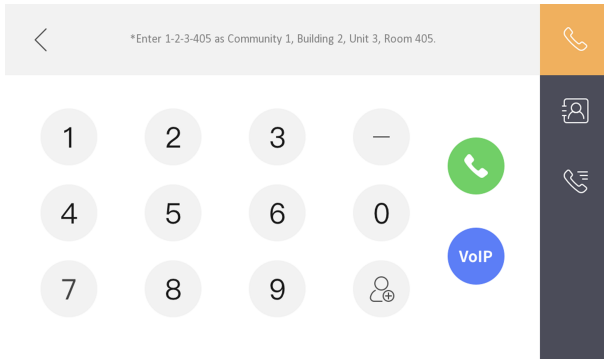 *Enter 1-2-3-405 as Community 1, Building 2, Unit 3, Room 405.
1 2 3 —
4 5 6 0
VoIP
7 8 9